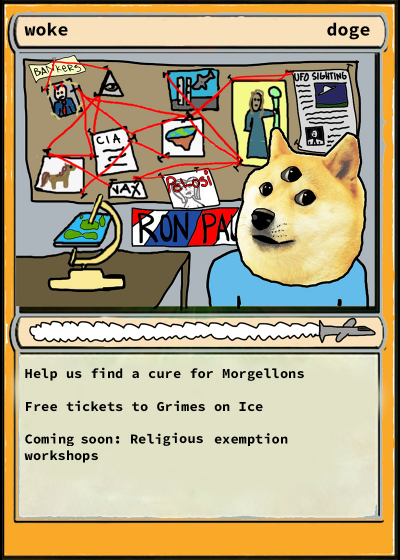 woke doge
BANKERS
UFO SIGHTING
CIA
VAX
Pelosi
RON PAU
Help us find a cure for Morgellons
Free tickets to Grimes on Ice
Coming soon: Religious exemption
workshops